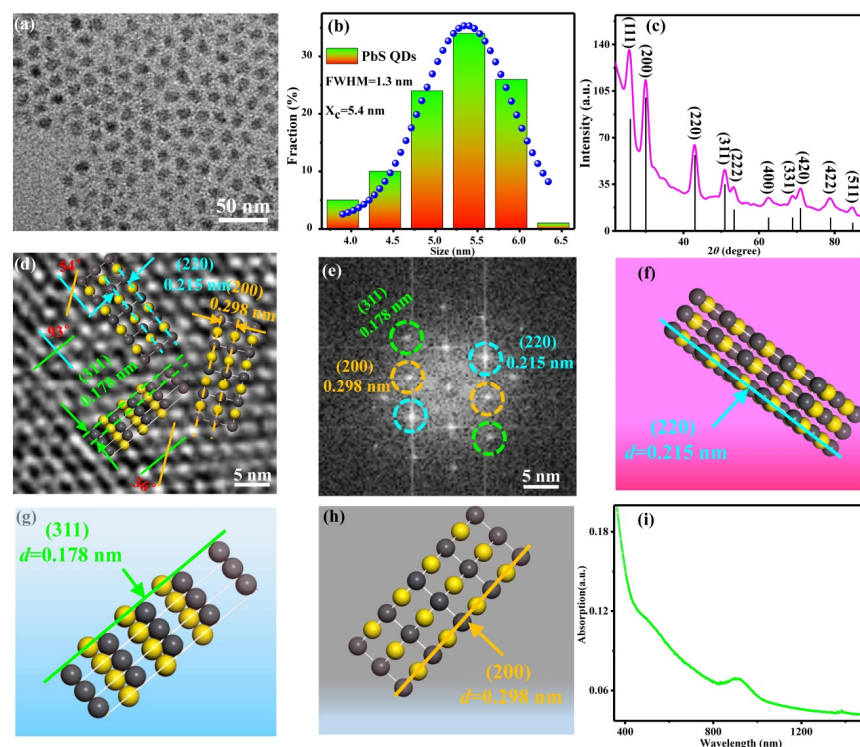 (a)
50 nm
(b)
PbS QDs
FWHM=1.3 nm
Xc=5.4 nm
Fraction (%)
30
20
10
0
4.0
4.5
5.0
5.5
6.0
6.5
Size (nm)
(c)
(111)
(200)
(220)
(311)
(222)
(400)
(331)
(420)
(422)
(511)
Intensity (a.u.)
140
105
70
35
0
40
60
80
2θ (degree)
(d)
54°
(220)
0.215 nm
(200)
0.298 nm
93°
(311)
0.178 nm
36°
5 nm
(e)
(311)
0.178 nm
(220)
0.215 nm
(200)
0.298 nm
5 nm
(f)
(220)
d=0.215 nm
(g)
(311)
d=0.178 nm
(h)
(200)
d=0.298 nm
(i)
Absorption(a.u.)
0.18
0.12
0.06
400
800
1200
Wavelength (nm)